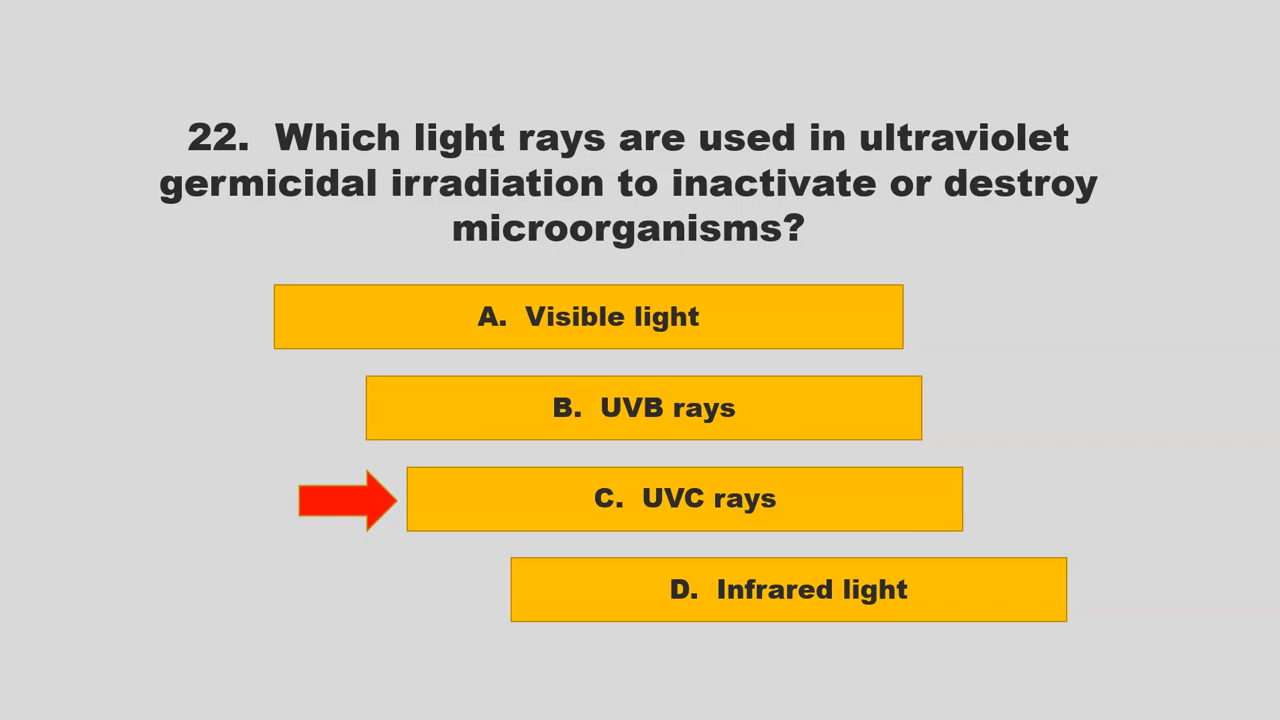 22.  Which light rays are used in ultraviolet
germicidal irradiation to inactivate or destroy
microorganisms?
A.  Visible light
B.  UVB rays
C.  UVC rays
D.  Infrared light